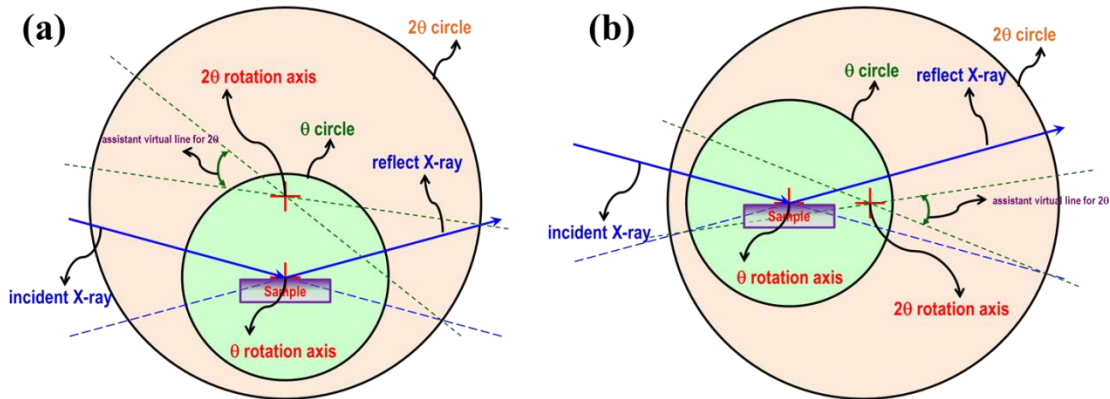 (a)
2θ circle
2θ rotation axis
θ circle
assistant virtual line for 2θ
reflect X-ray
incident X-ray
Sample
θ rotation axis
(b)
2θ circle
θ circle
reflect X-ray
assistant virtual line for 2θ
Sample
incident X-ray
θ rotation axis
2θ rotation axis